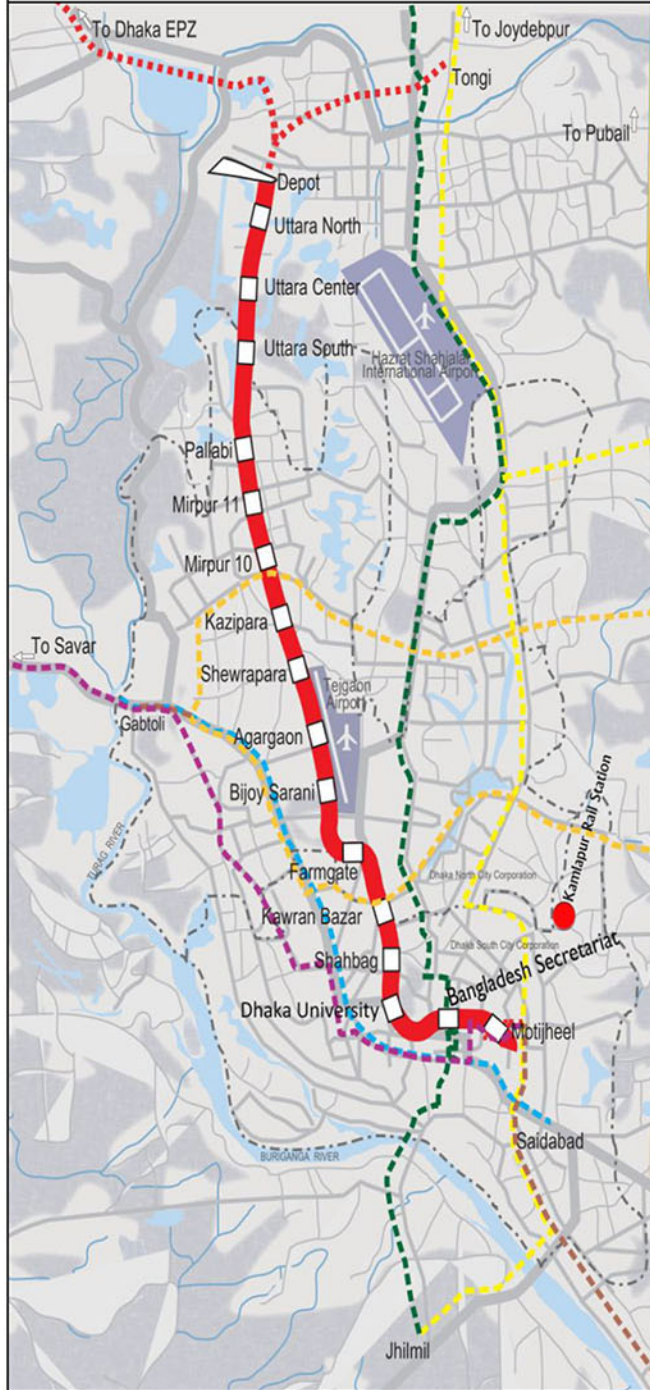 To Dhaka EPZ
To Joydebpur
Tongi
To Pubail
Depot
Uttara North
Uttara Center
Uttara South
Hazrat Shahjalal
International Airport
Pallabi
Mirpur 11
Mirpur 10
Kazipara
To Savar
Shewrapara
Tejgaon
Airport
Gabtoli
Agargaon
Bijoy Sarani
TURAG RIVER
Farmgate
Kamlapur Rail Station
Dhaka North City Corporation
Kawran Bazar
Dhaka South City Corporation
Shahbag
Bangladesh Secretariat
Dhaka University
Motijheel
Saidabad
BURIGANGA RIVER
Jhilmil